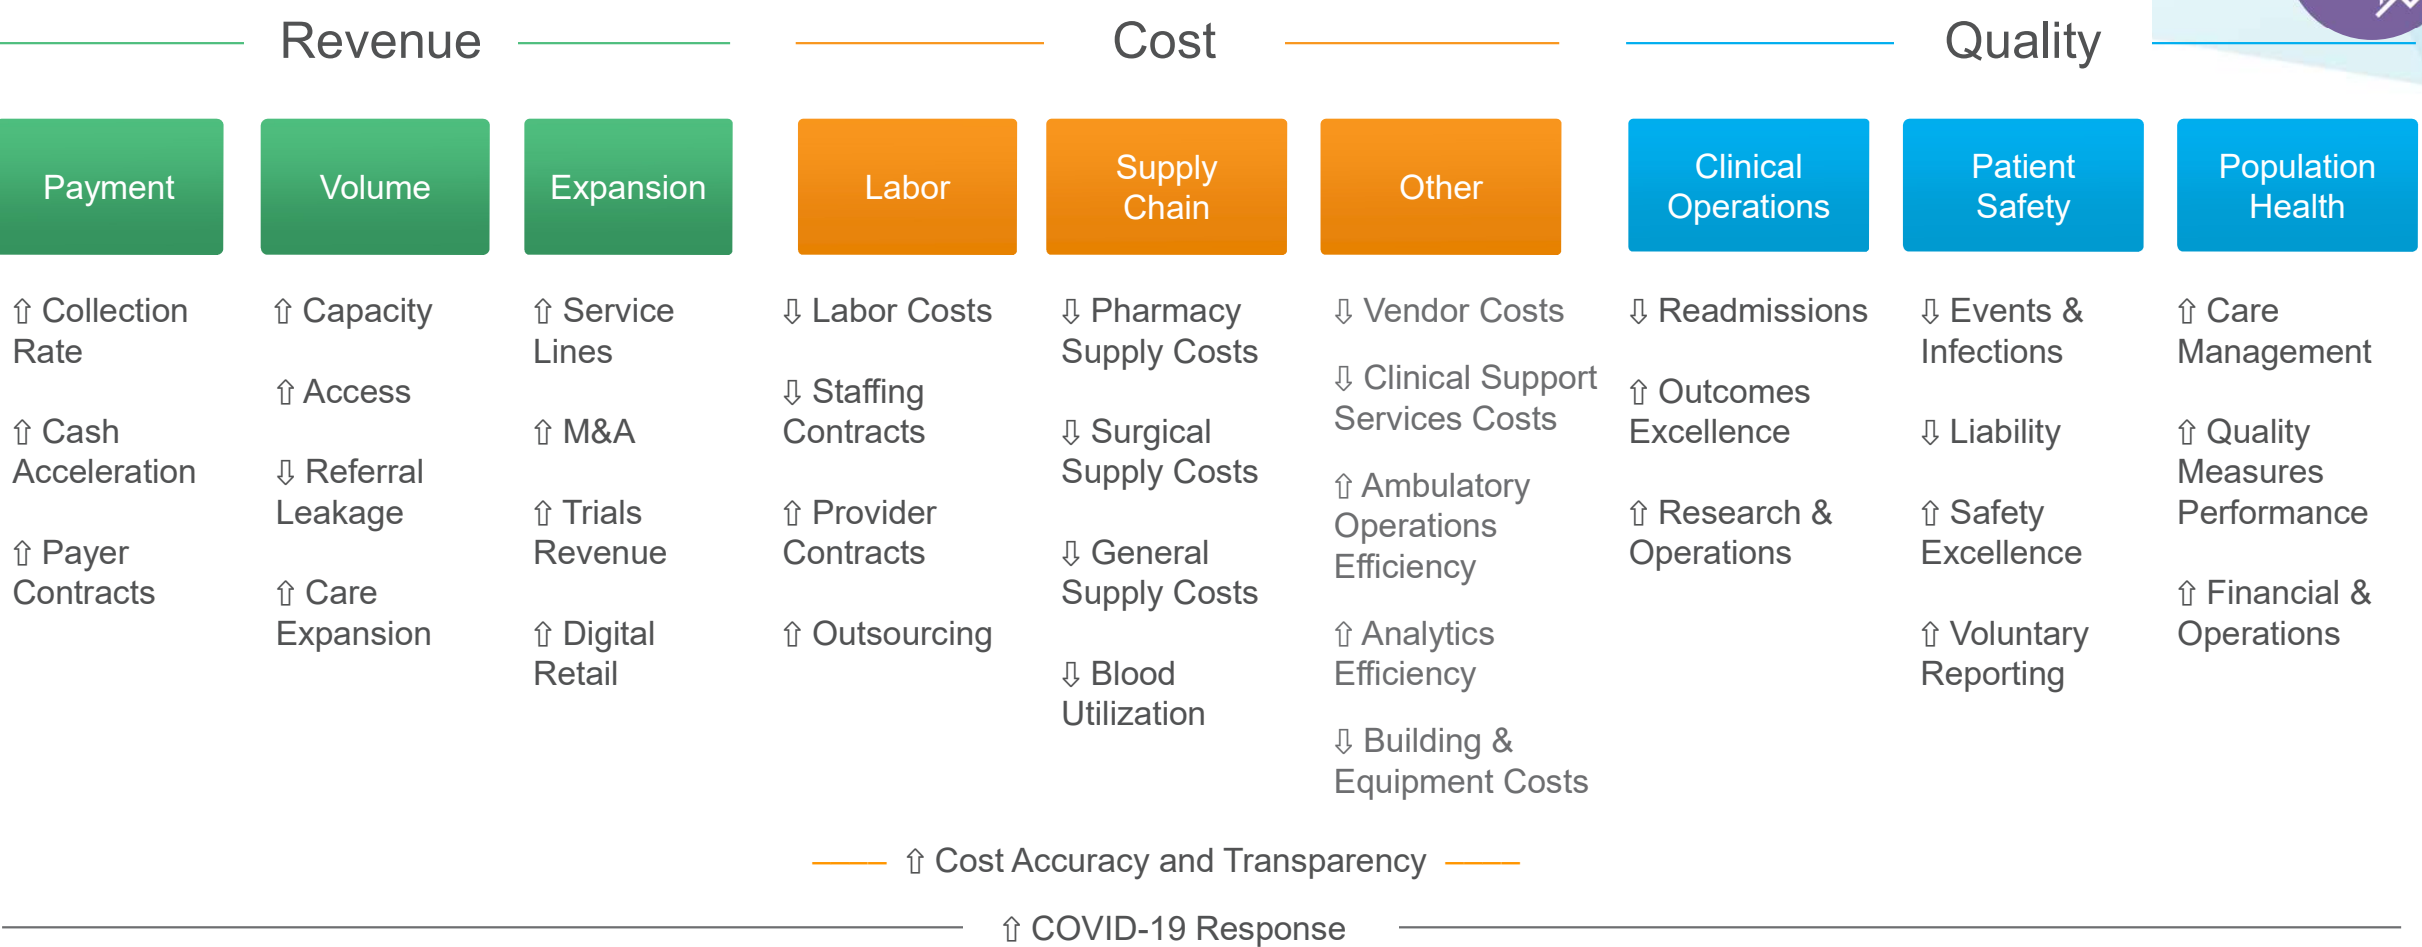 Revenue
Cost
Quality
Payment
Volume
Expansion
Labor
Supply
Chain
Other
Clinical
Operations
Patient
Safety
Population
Health
⇧ Collection
Rate
⇧ Cash
Acceleration
⇧ Payer
Contracts
⇧ Capacity
⇧ Access
⇩ Referral
Leakage
⇧ Care
Expansion
⇧ Service
Lines
⇧ M&A
⇧ Trials
Revenue
⇧ Digital
Retail
⇩ Labor Costs
⇩ Staffing
Contracts
⇧ Provider
Contracts
⇧ Outsourcing
⇩ Pharmacy
Supply Costs
⇩ Surgical
Supply Costs
⇩ General
Supply Costs
⇩ Blood
Utilization
⇩ Vendor Costs
⇩ Clinical Support
Services Costs
⇧ Ambulatory
Operations
Efficiency
⇧ Analytics
Efficiency
⇩ Building &
Equipment Costs
⇩ Readmissions
⇧ Outcomes
Excellence
⇧ Research &
Operations
⇩ Events &
Infections
⇩ Liability
⇧ Safety
Excellence
⇧ Voluntary
Reporting
⇧ Care
Management
⇧ Quality
Measures
Performance
⇧ Financial &
Operations
⇧ Cost Accuracy and Transparency
⇧ COVID-19 Response